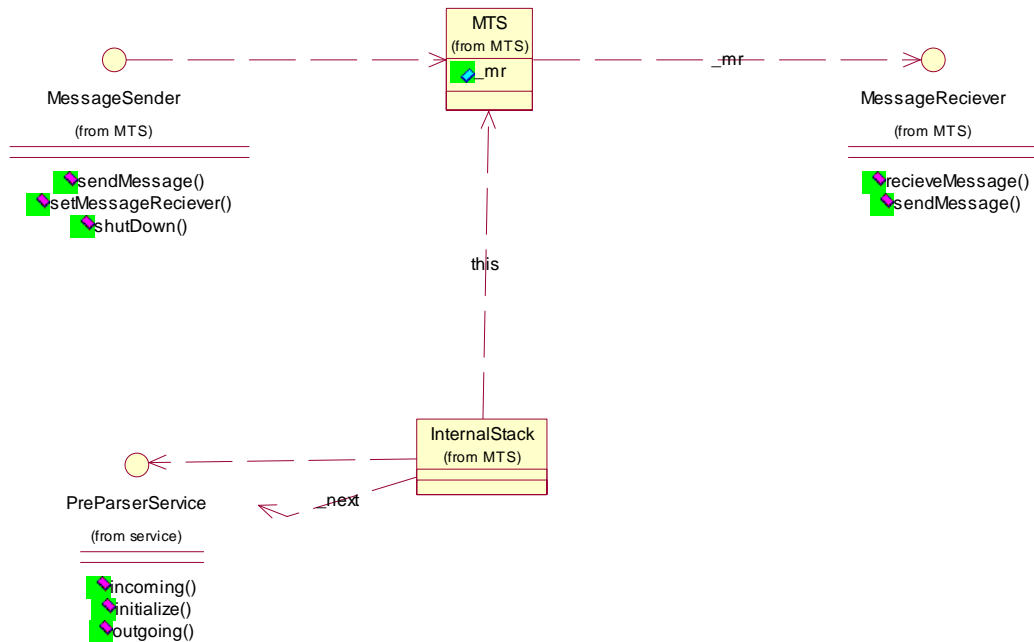 MTS
(from MTS)
_mr
_mr
MessageSender
(from MTS)
sendMessage()
setMessageReciever()
shutDown()
MessageReciever
(from MTS)
recieveMessage()
sendMessage()
this
InternalStack
(from MTS)
_next
PreParserService
(from service)
incoming()
initialize()
outgoing()